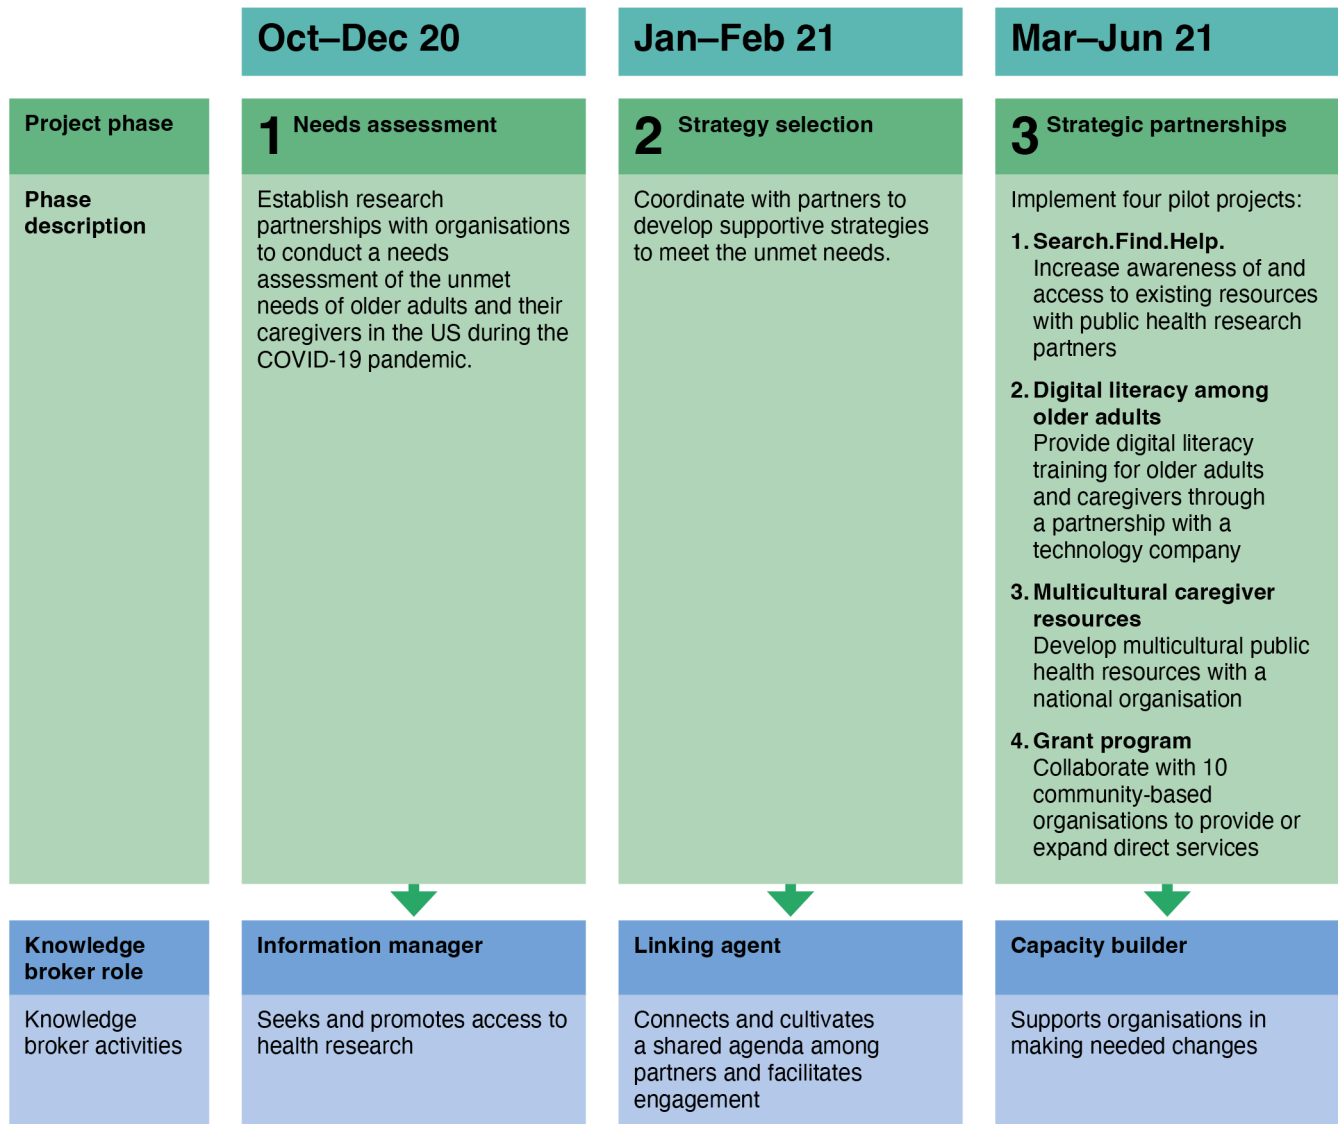 Oct–Dec 20
Jan–Feb 21
Mar–Jun 21
Project phase
1 Needs assessment
2 Strategy selection
3 Strategic partnerships
Phase
description
Establish research
partnerships with organisations
to conduct a needs
assessment of the unmet
needs of older adults and their
caregivers in the US during the
COVID-19 pandemic.
Coordinate with partners to
develop supportive strategies
to meet the unmet needs.
Implement four pilot projects:
1. Search.Find.Help.
Increase awareness of and
access to existing resources
with public health research
partners
2. Digital literacy among
older adults
Provide digital literacy
training for older adults
and caregivers through
a partnership with a
technology company
3. Multicultural caregiver
resources
Develop multicultural public
health resources with a
national organisation
4. Grant program
Collaborate with 10
community-based
organisations to provide or
expand direct services
Knowledge
broker role
Information manager
Linking agent
Capacity builder
Knowledge
broker activities
Seeks and promotes access to
health research
Connects and cultivates
a shared agenda among
partners and facilitates
engagement
Supports organisations in
making needed changes